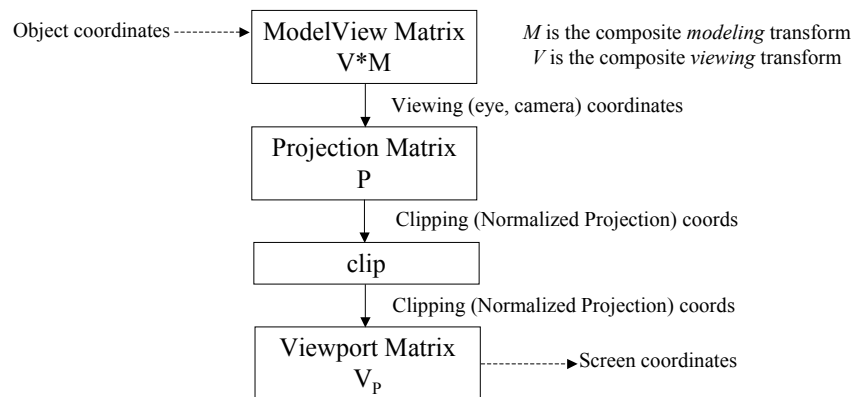 Object coordinates
ModelView Matrix
V*M
M is the composite modeling transform
V is the composite viewing transform
Viewing (eye, camera) coordinates
Projection Matrix
P
Clipping (Normalized Projection) coords
clip
Clipping (Normalized Projection) coords
Viewport Matrix
VP
Screen coordinates